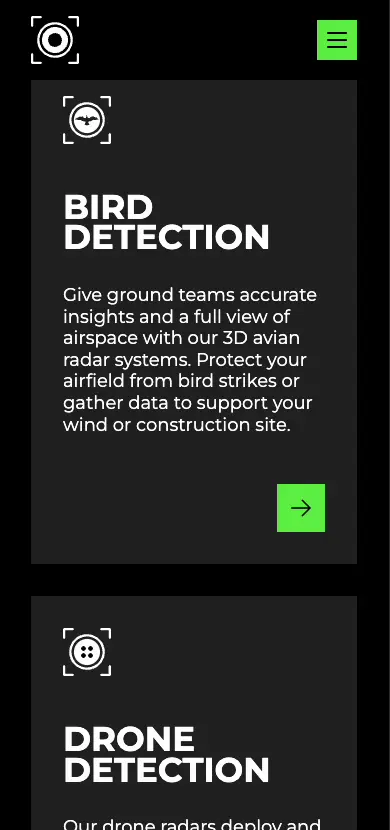 BIRD
DETECTION
Give ground teams accurate
insights and a full view of
airspace with our 3D avian
radar systems. Protect your
airfield from bird strikes or
gather data to support your
wind or construction site.
DRONE
DETECTION
Our drone radars deploy and